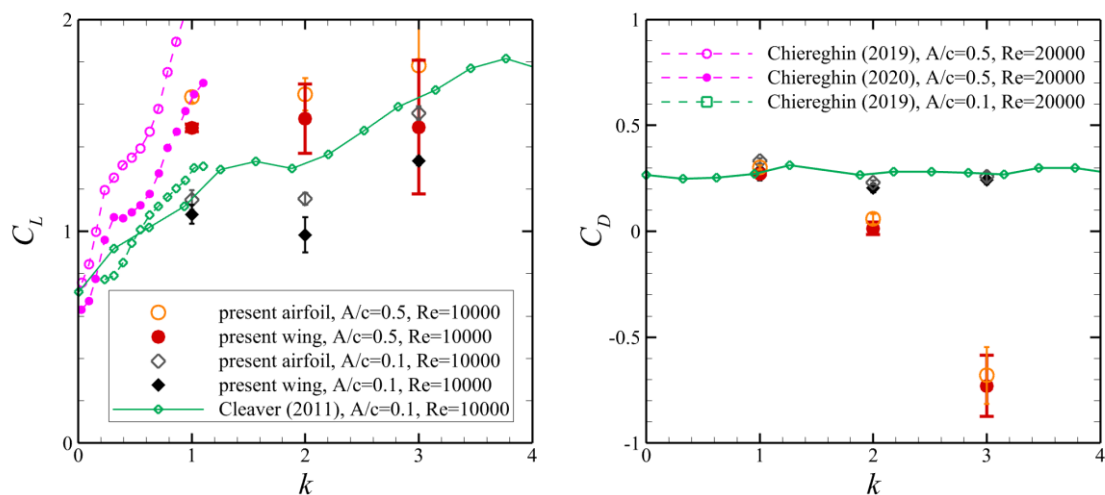 2
1
0
C_L
0
1
2
3
4
k
present airfoil, A/c=0.5, Re=10000
present wing, A/c=0.5, Re=10000
present airfoil, A/c=0.1, Re=10000
present wing, A/c=0.1, Re=10000
Cleaver (2011), A/c=0.1, Re=10000
1
0.5
0
-0.5
-1
C_D
0
1
2
3
4
k
Chiereghin (2019), A/c=0.5, Re=20000
Chiereghin (2020), A/c=0.5, Re=20000
Chiereghin (2019), A/c=0.1, Re=20000